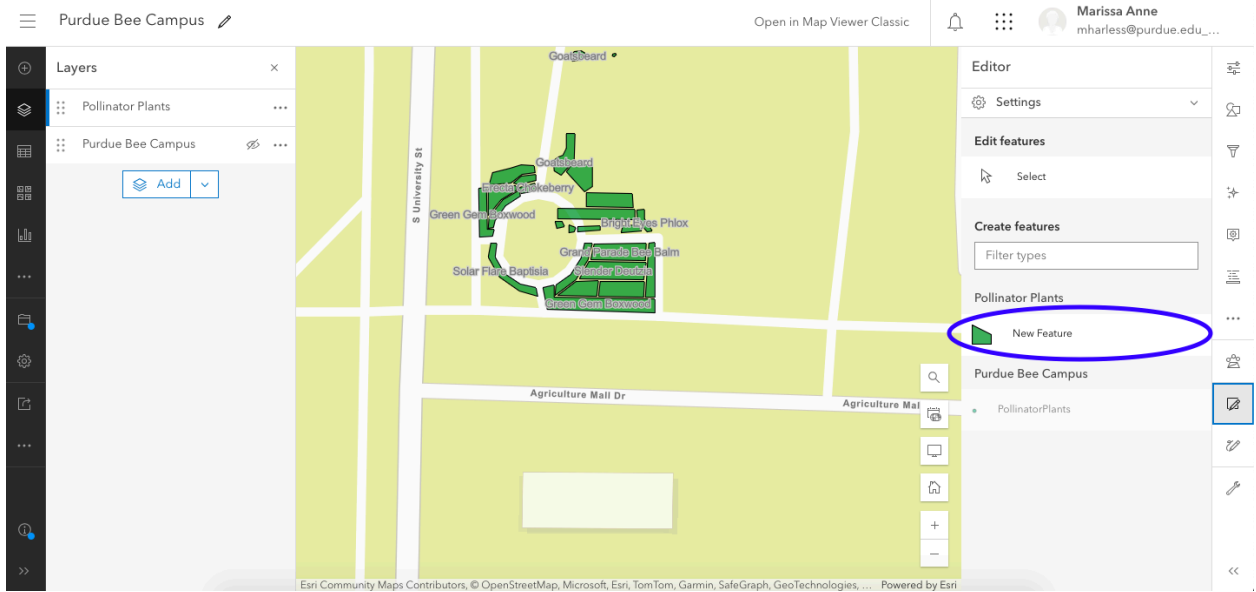 Purdue Bee Campus
Open in Map Viewer Classic
Marissa Anne
mharless@purdue.edu_...
Layers
Pollinator Plants
Purdue Bee Campus
Add
Goatsbeard
Goatsbeard
Erecta Chokeberry
Green Gem Boxwood
Bright Eyes Phlox
Grand Parade Bee Balm
Solar Flare Baptisia
Slender Deutzia
Green Gem Boxwood
S University St
Agriculture Mall Dr
Agriculture Mal
Esri Community Maps Contributors, © OpenStreetMap, Microsoft, Esri, TomTom, Garmin, SafeGraph, GeoTechnologies, ... Powered by Esri
Editor
Settings
Edit features
Select
Create features
Filter types
Pollinator Plants
New Feature
Purdue Bee Campus
PollinatorPlants